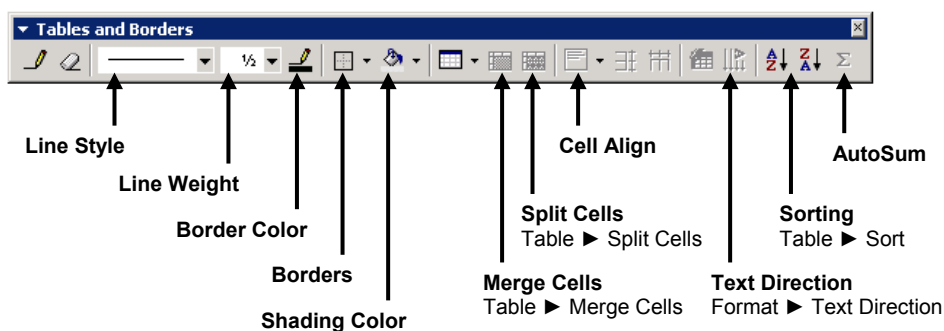 Tables and Borders
½
A Z Z A Σ
Line Style
Cell Align
AutoSum
Line Weight
Split Cells
Table ► Split Cells
Sorting
Table ► Sort
Border Color
Borders
Merge Cells
Table ► Merge Cells
Text Direction
Format ► Text Direction
Shading Color